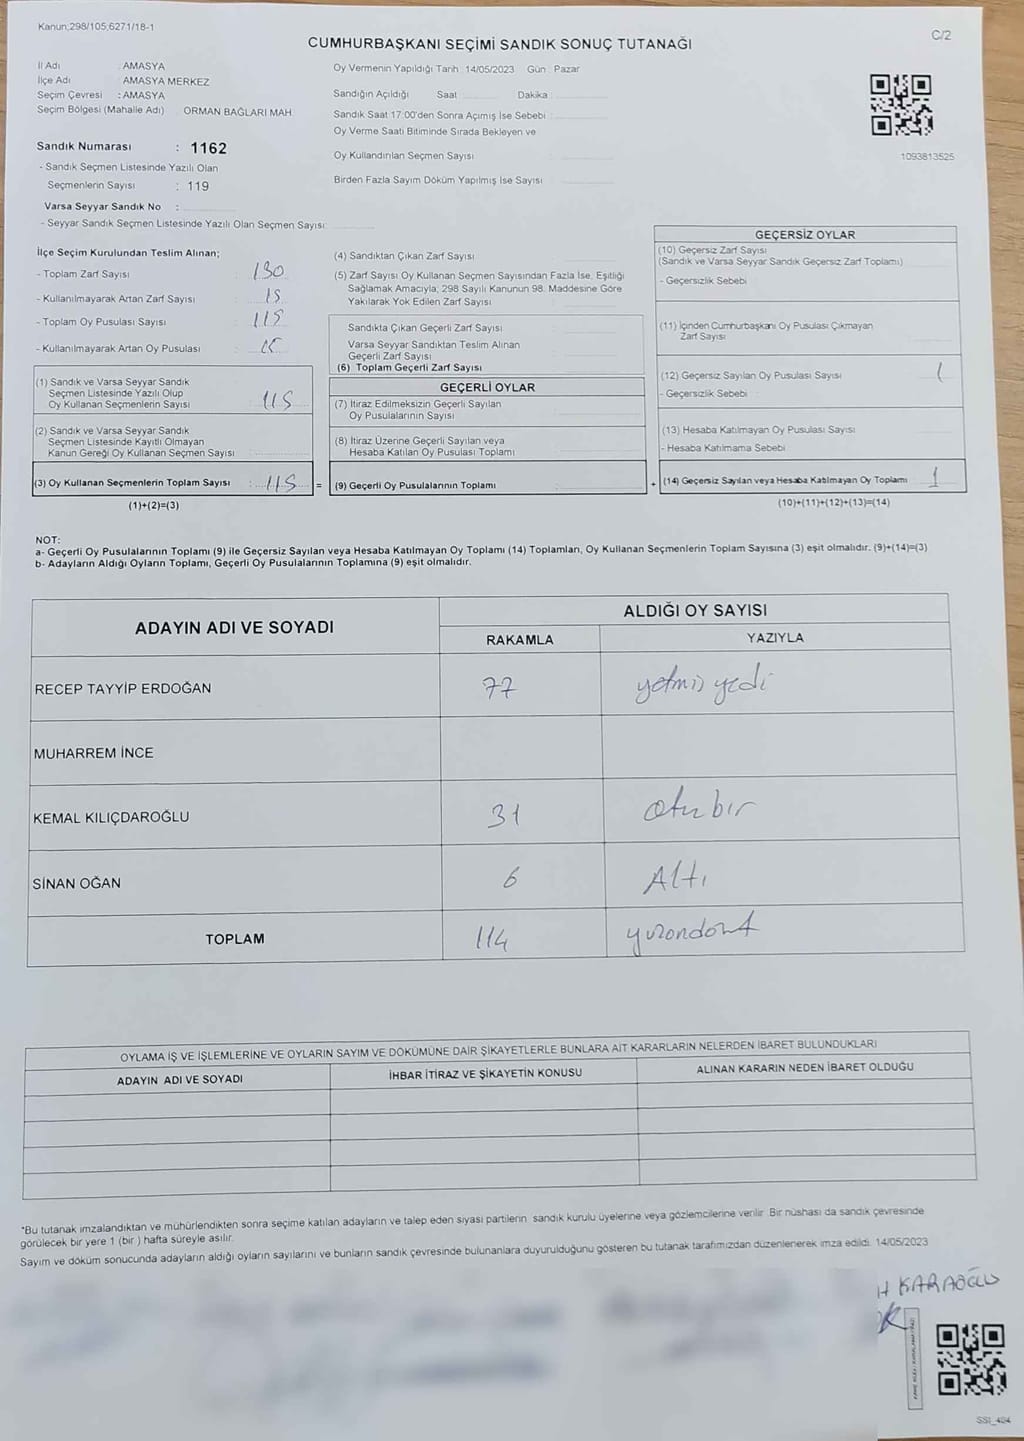 Kanun;298/105;6271/18-1
C/2
CUMHURBAŞKANI SEÇİMİ SANDIK SONUÇ TUTANAĞI
İl Adı : AMASYA
İlçe Adı : AMASYA MERKEZ
Seçim Çevresi : AMASYA
Seçim Bölgesi (Mahalle Adı) ORMAN BAĞLARI MAH.
Sandık Numarası : 1162
- Sandık Seçmen Listesinde Yazılı Olan
Seçmenlerin Sayısı : 119
Varsa Seyyar Sandık No :
- Seyyar Sandık Seçmen Listesinde Yazılı Olan Seçmen Sayısı:
Oy Vermenin Yapıldığı Tarih : 14/05/2023 Gün : Pazar
Sandığın Açıldığı Saat Dakika
Sandık Saat 17:00'den Sonra Açımış İse Sebebi :
Oy Verme Saati Bitiminde Sırada Bekleyen ve
Oy Kullandırılan Seçmen Sayısı :
Birden Fazla Sayım Döküm Yapılmış İse Sayısı :
1093813525
İlçe Seçim Kurulundan Teslim Alınan;
- Toplam Zarf Sayısı : 130
- Kullanılmayarak Artan Zarf Sayısı : 15
- Toplam Oy Pusulası Sayısı : 115
- Kullanılmayarak Artan Oy Pusulası : 15
(1) Sandık ve Varsa Seyyar Sandık
Seçmen Listesinde Yazılı Olup
Oy Kullanan Seçmenlerin Sayısı : 115
(2) Sandık ve Varsa Seyyar Sandık
Seçmen Listesinde Kayıtlı Olmayan
Kanun Gereği Oy Kullanan Seçmen Sayısı :
(3) Oy Kullanan Seçmenlerin Toplam Sayısı : 115 =
(1)+(2)=(3)
(4) Sandıktan Çıkan Zarf Sayısı :
(5) Zarf Sayısı Oy Kullanan Seçmen Sayısından Fazla İse, Eşitliği
Sağlamak Amacıyla; 298 Sayılı Kanunun 98. Maddesine Göre
Yakılarak Yok Edilen Zarf Sayısı :
Sandıkta Çıkan Geçerli Zarf Sayısı :
Varsa Seyyar Sandıktan Teslim Alınan
Geçerli Zarf Sayısı :
(6) Toplam Geçerli Zarf Sayısı :
GEÇERLİ OYLAR
(7) İtiraz Edilmeksizin Geçerli Sayılan
Oy Pusulalarının Sayısı :
(8) İtiraz Üzerine Geçerli Sayılan veya
Hesaba Katılan Oy Pusulası Toplamı :
(9) Geçerli Oy Pusulalarının Toplamı : +
GEÇERSİZ OYLAR
(10) Geçersiz Zarf Sayısı
(Sandık ve Varsa Seyyar Sandık Geçersiz Zarf Toplamı) :
- Geçersizlik Sebebi
(11) İçinden Cumhurbaşkanı Oy Pusulası Çıkmayan
Zarf Sayısı :
(12) Geçersiz Sayılan Oy Pusulası Sayısı : 1
- Geçersizlik Sebebi
(13) Hesaba Katılmayan Oy Pusulası Sayısı :
- Hesaba Katılmama Sebebi
(14) Geçersiz Sayılan veya Hesaba Katılmayan Oy Toplamı : 1
(10)+(11)+(12)+(13)=(14)
NOT:
a- Geçerli Oy Pusulalarının Toplamı (9) ile Geçersiz Sayılan veya Hesaba Katılmayan Oy Toplamı (14) Toplamları, Oy Kullanan Seçmenlerin Toplam Sayısına (3) eşit olmalıdır. (9)+(14)=(3)
b- Adayların Aldığı Oyların Toplamı, Geçerli Oy Pusulalarının Toplamına (9) eşit olmalıdır.
ADAYIN ADI VE SOYADI ALDIĞI OY SAYISI
RAKAMLA YAZIYLA
RECEP TAYYİP ERDOĞAN 77 yetmiş yedi
MUHARREM İNCE
KEMAL KILIÇDAROĞLU 31 otuzbir
SİNAN OĞAN 6 Altı
TOPLAM 114 yüzondört
OYLAMA İŞ VE İŞLEMLERİNE VE OYLARIN SAYIM VE DÖKÜMÜNE DAİR ŞİKAYETLERLE BUNLARA AİT KARARLARIN NELERDEN İBARET BULUNDUKLARI
ADAYIN ADI VE SOYADI İHBAR İTİRAZ VE ŞİKAYETİN KONUSU ALINAN KARARIN NEDEN İBARET OLDUĞU
*Bu tutanak imzalandıktan ve mühürlendikten sonra seçime katılan adayların ve talep eden siyasi partilerin sandık kurulu üyelerine veya gözlemcilerine verilir. Bir nüshası da sandık çevresinde
görülecek bir yere 1 (bir ) hafta süreyle asılır.
Sayım ve döküm sonucunda adayların aldığı oyların sayılarını ve bunların sandık çevresinde bulunanlara duyurulduğunu gösteren bu tutanak tarafımızdan düzenlenerek imza edildi. 14/05/2023
H KARAOĞLU
SSI_404